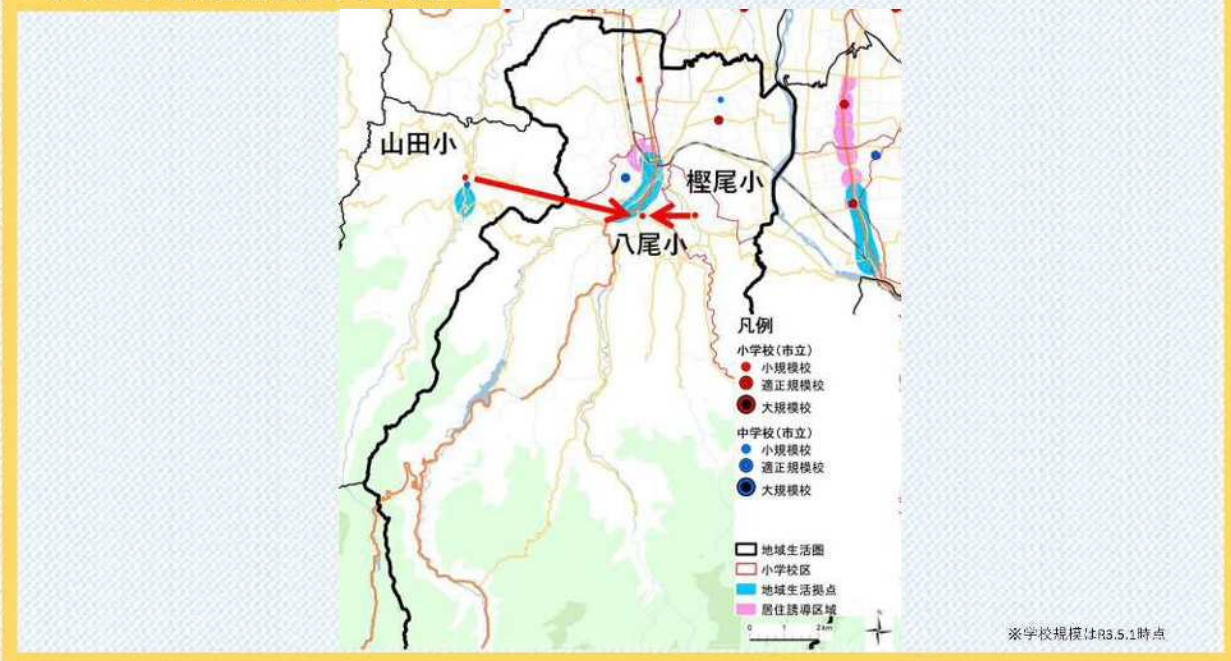 山田小
樫尾小
八尾小
凡例
小学校(市立)
小規模校
適正規模校
大規模校
中学校(市立)
小規模校
適正規模校
大規模校
地域生活圏
小学校区
地域生活拠点
居住誘導区域
0 1 2km
※学校規模はR3.5.1時点